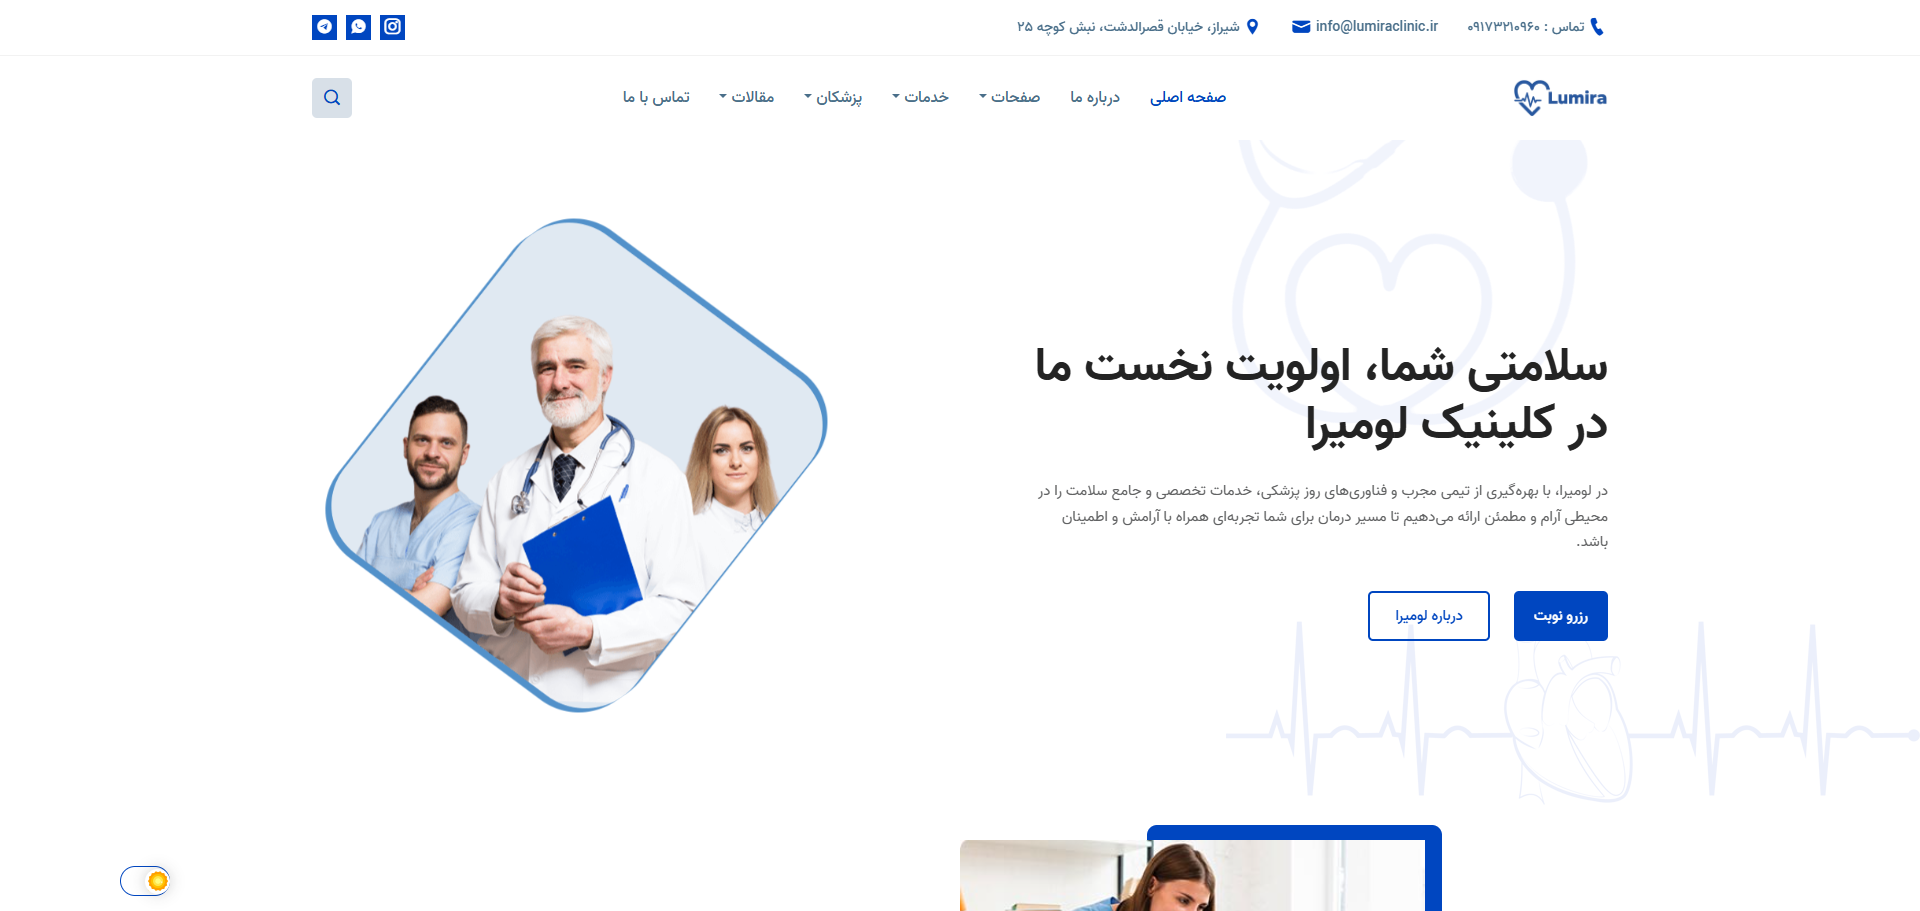 تماس : ۰۹۱۷۳۲۱۰۹۶۰
info@lumiraclinic.ir
شیراز، خیابان قصرالدشت، نبش کوچه ۲۵
Lumira
صفحه اصلی
درباره ما
صفحات
خدمات
پزشکان
مقالات
تماس با ما
سلامتی شما، اولویت نخست ما
در کلینیک لومیرا
در لومیرا، با بهره‌گیری از تیمی مجرب و فناوری‌های روز پزشکی، خدمات تخصصی و جامع سلامت را در
محیطی آرام و مطمئن ارائه می‌دهیم تا مسیر درمان برای شما تجربه‌ای همراه با آرامش و اطمینان
باشد.
رزرو نوبت
درباره لومیرا